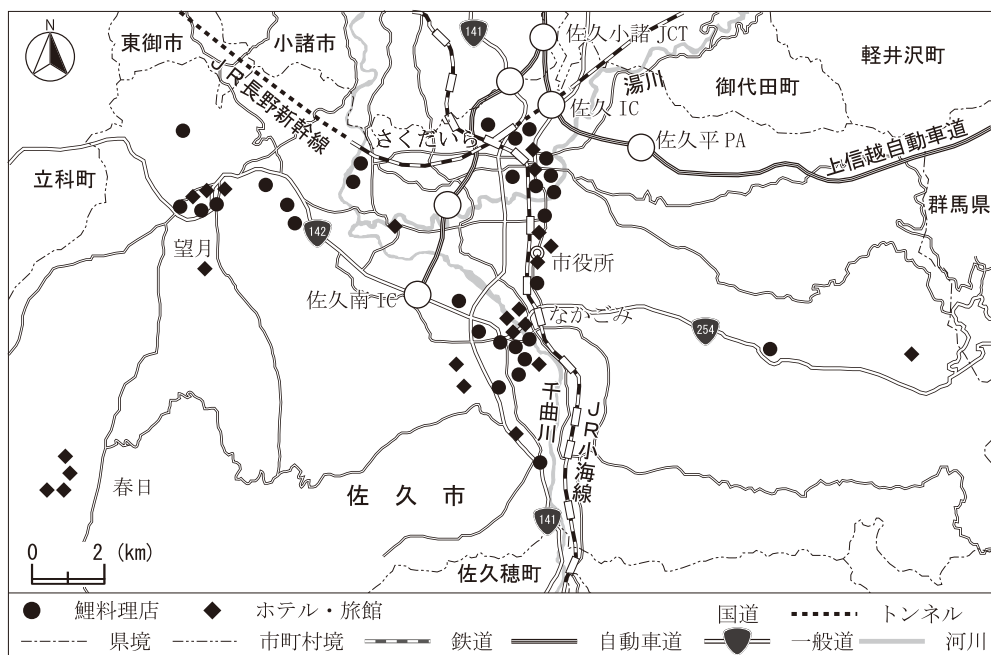 N
東御市
小諸市
141
佐久小諸JCT
軽井沢町
JR長野新幹線
湯川
御代田町
佐久IC
さくだいら
佐久平PA
上信越自動車道
立科町
群馬県
142
望月
市役所
佐久南IC
なかごみ
254
千曲川
JR小海線
春日
佐久市
141
0 2 (km)
佐久穂町
鯉料理店 ホテル・旅館 国道 トンネル
県境 市町村境 鉄道 自動車道 一般道 河川